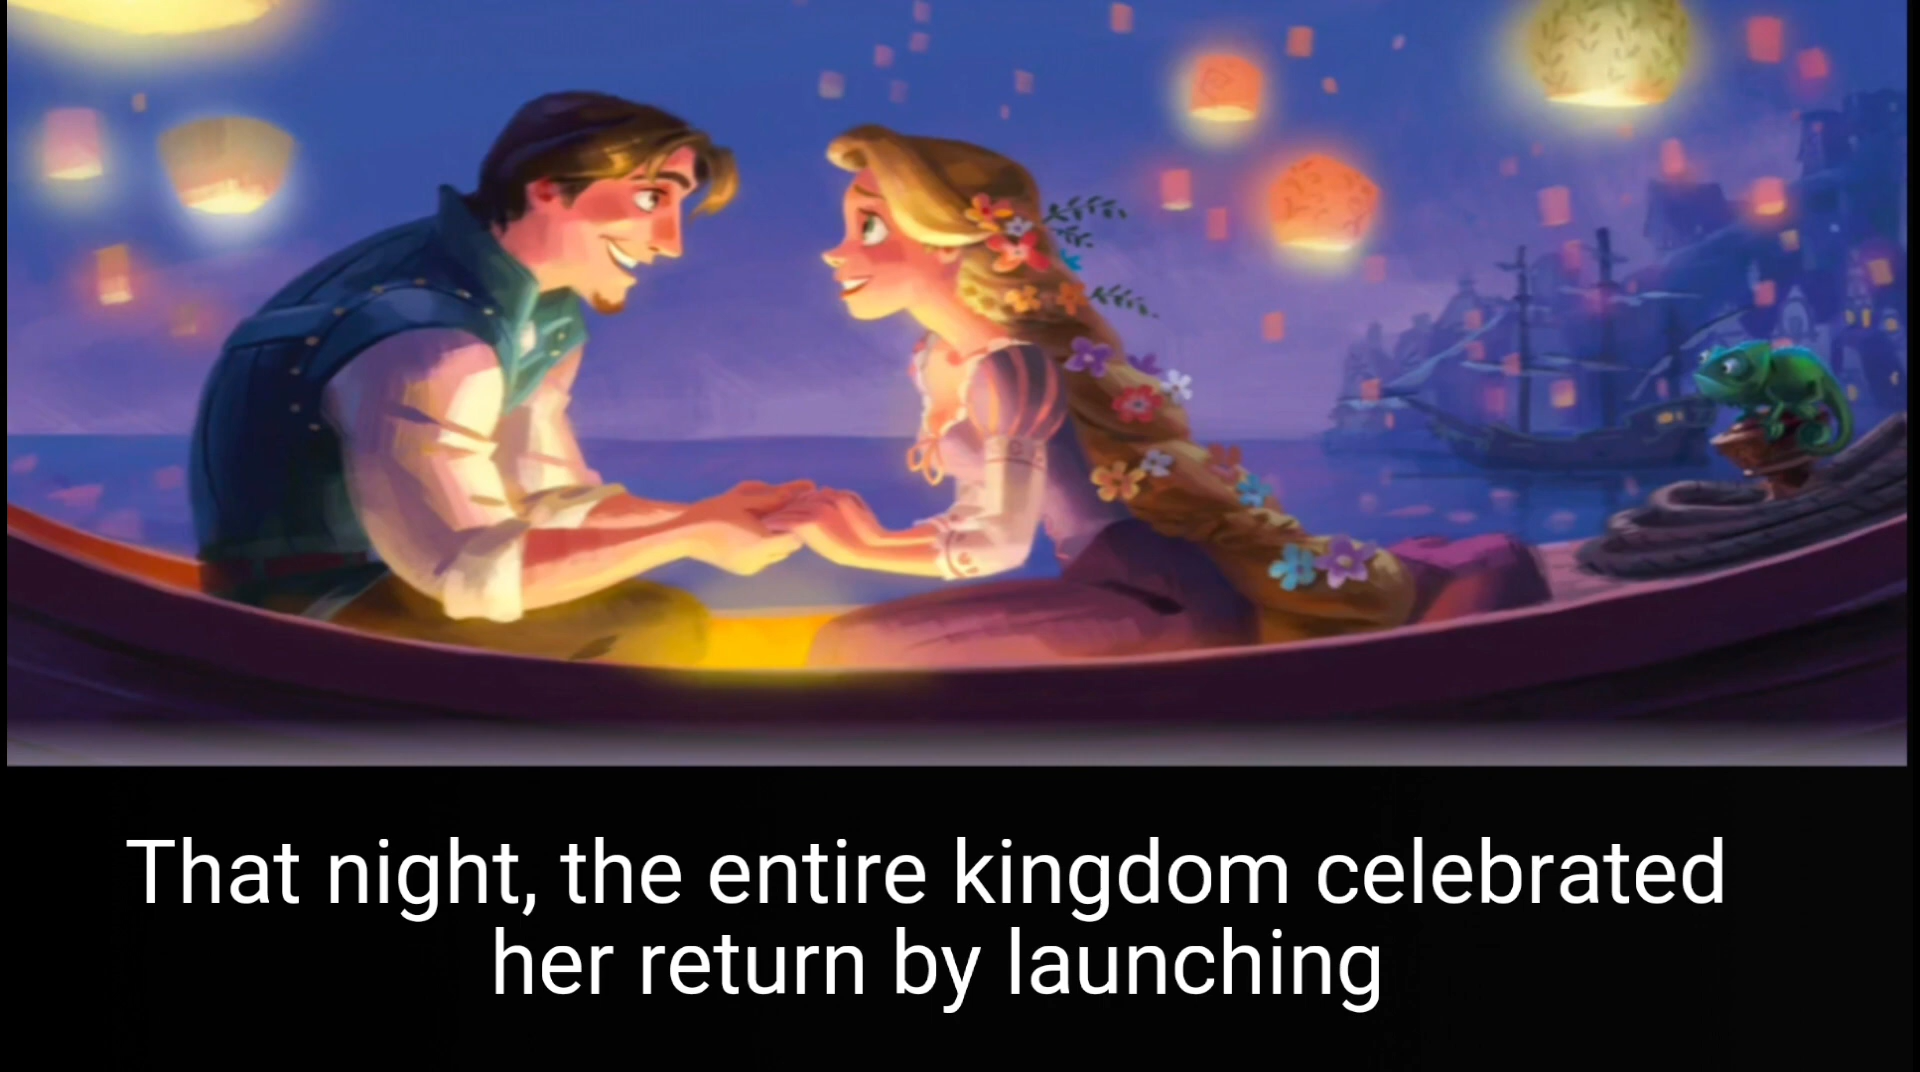 That night, the entire kingdom celebrated
her return by launching